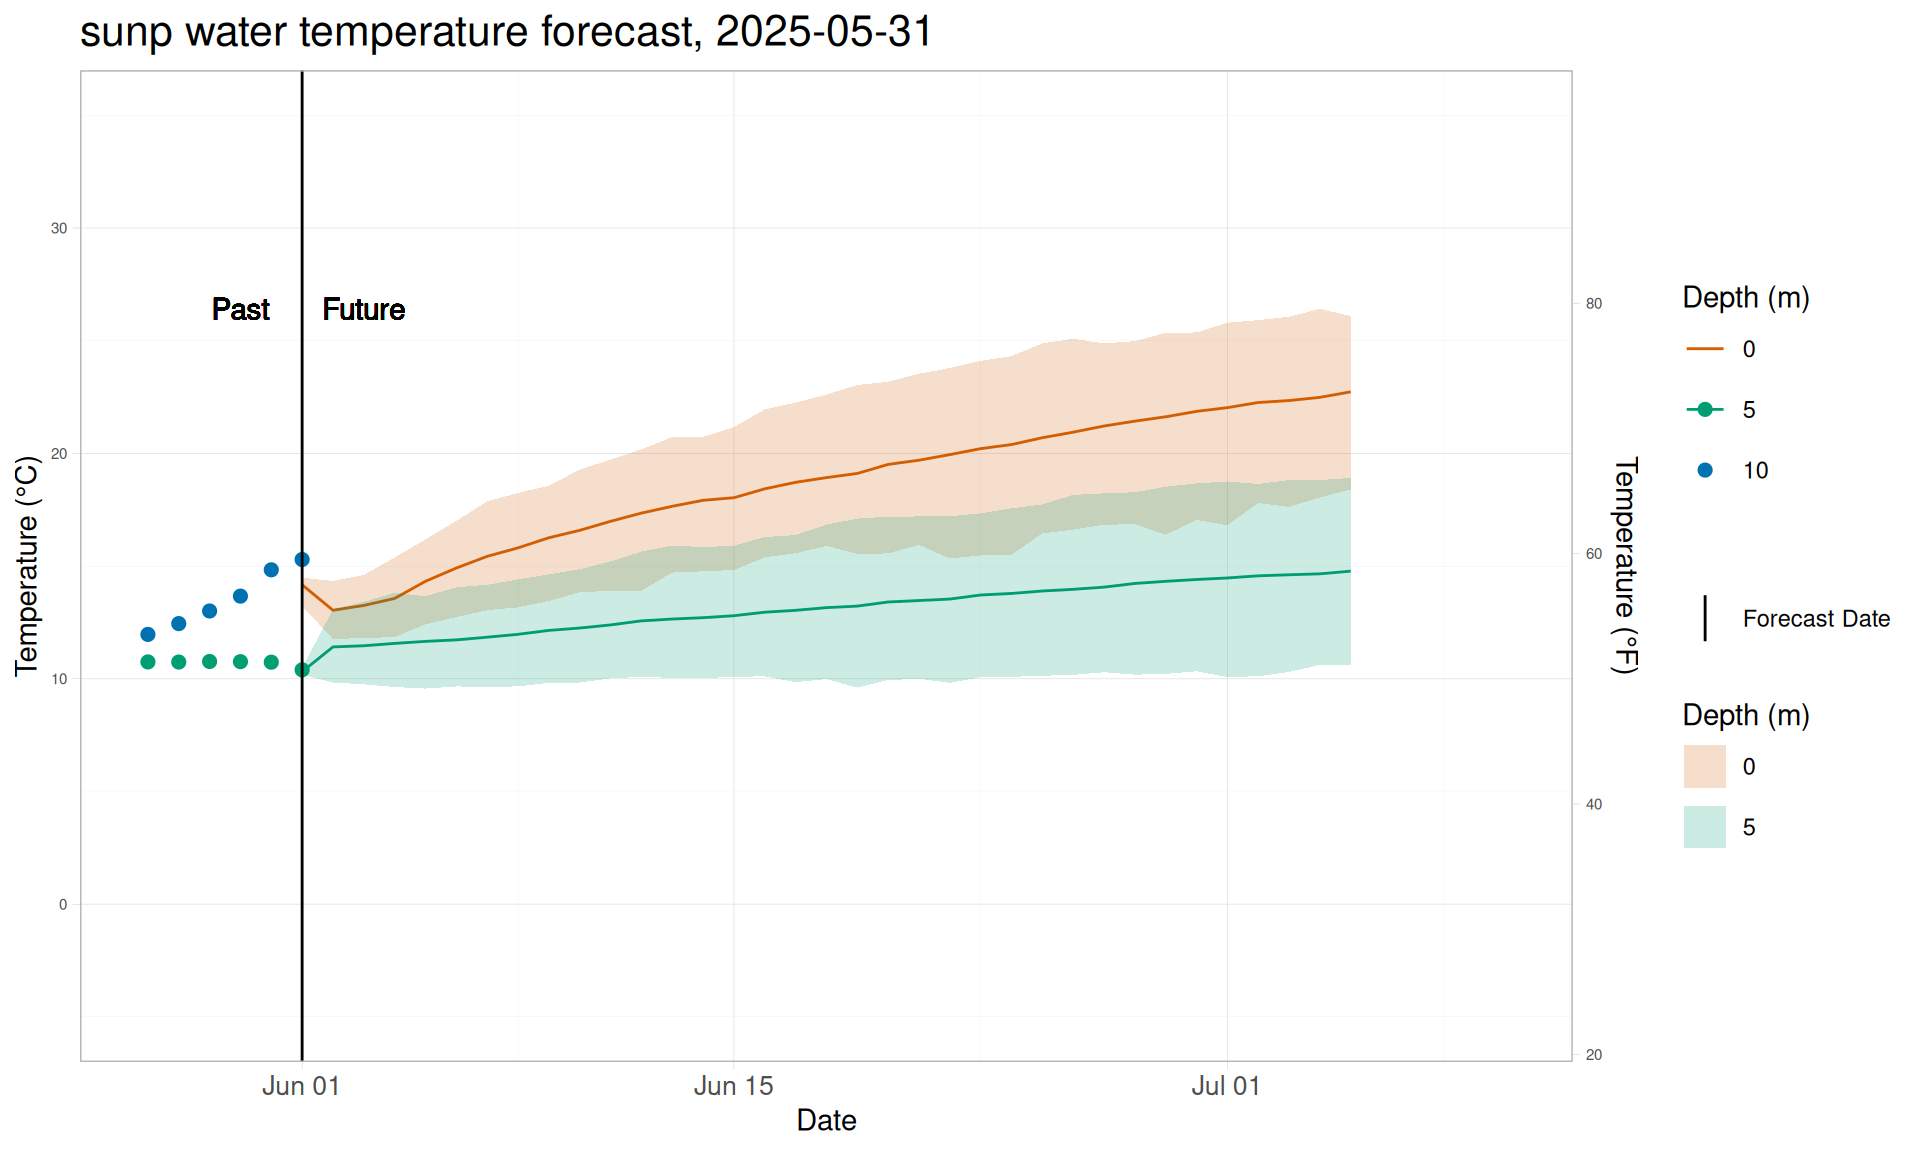 sunp water temperature forecast, 2025-05-31
Temperature (°C)
30
20
10
0
Past
Future
Jun 01
Jun 15
Jul 01
Date
80
60
40
20
Temperature (°F)
Depth (m)
0
5
10
Forecast Date
Depth (m)
0
5